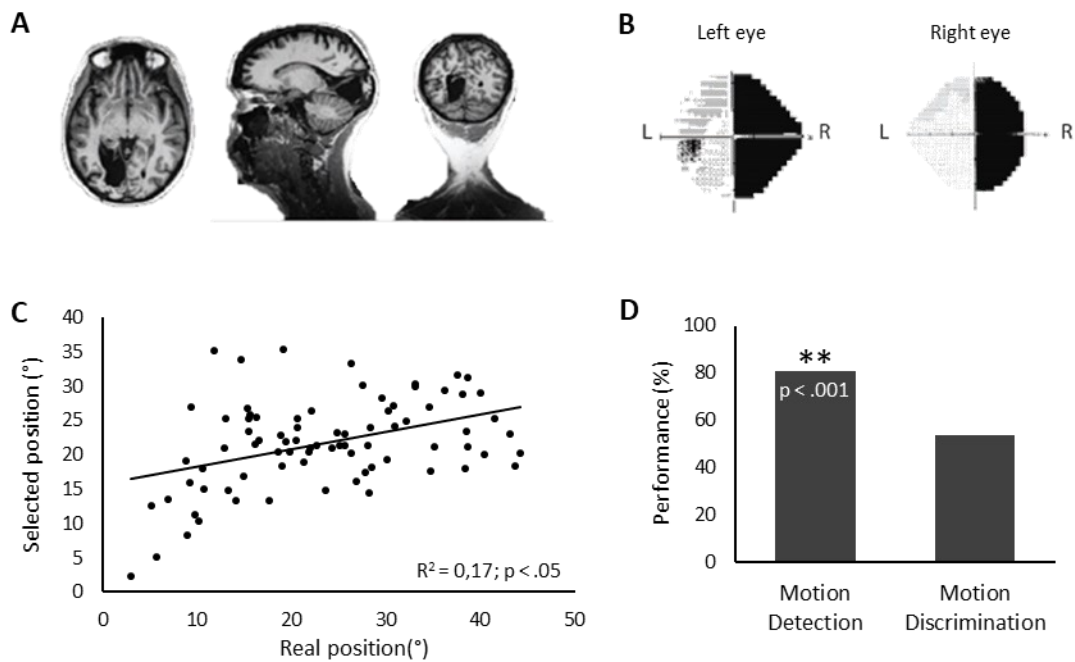 A
B
Left eye
Right eye
L
R
L
R
C
Selected position (°)
40
35
30
25
20
15
10
5
0
R² = 0,17; p < .05
0
10
20
30
40
50
Real position(°)
D
Performance (%)
100
80
60
40
20
0
**
p < .001
Motion
Detection
Motion
Discrimination